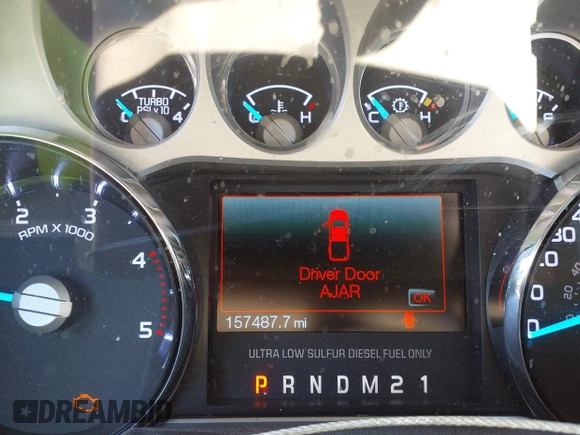 TURBO
PSI x 10
0 4
C H
C H
F
2 3 4 5
RPM X 1000
Driver Door
AJAR
OK
157487.7 mi
ULTRA LOW SULFUR DIESEL FUEL ONLY
P R N D M 2 1
DREAMBID